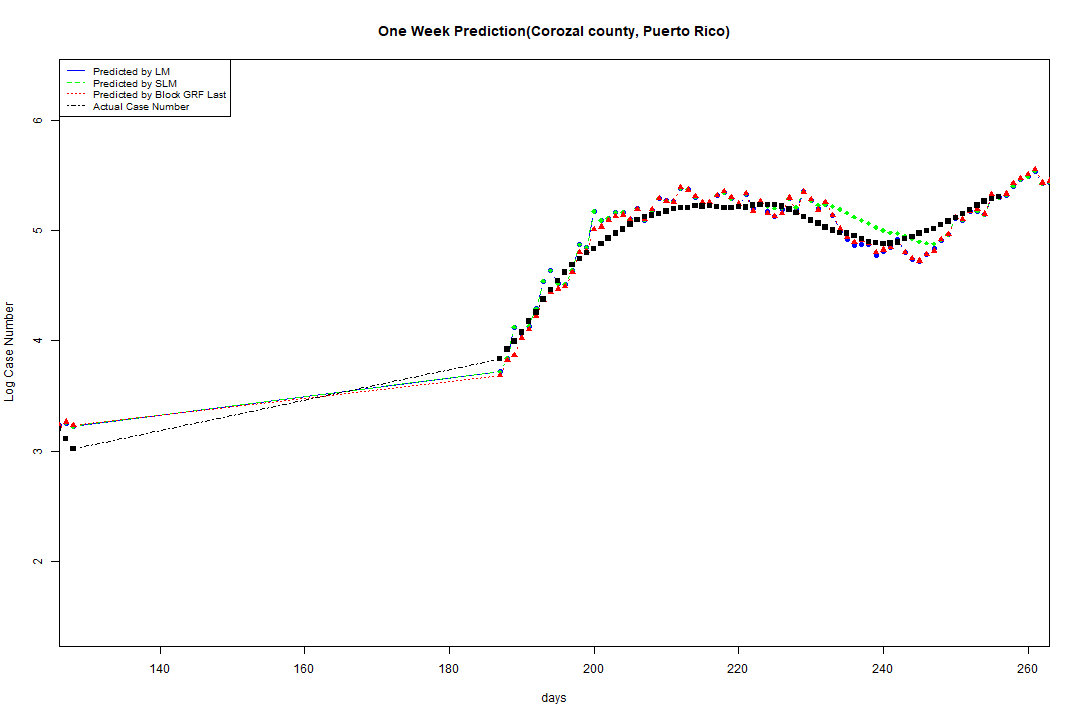 One Week Prediction(Corozal county, Puerto Rico)
Predicted by LM
Predicted by SLM
Predicted by Block GRF Last
Actual Case Number
6
5
4
3
2
Log Case Number
140 160 180 200 220 240 260
days